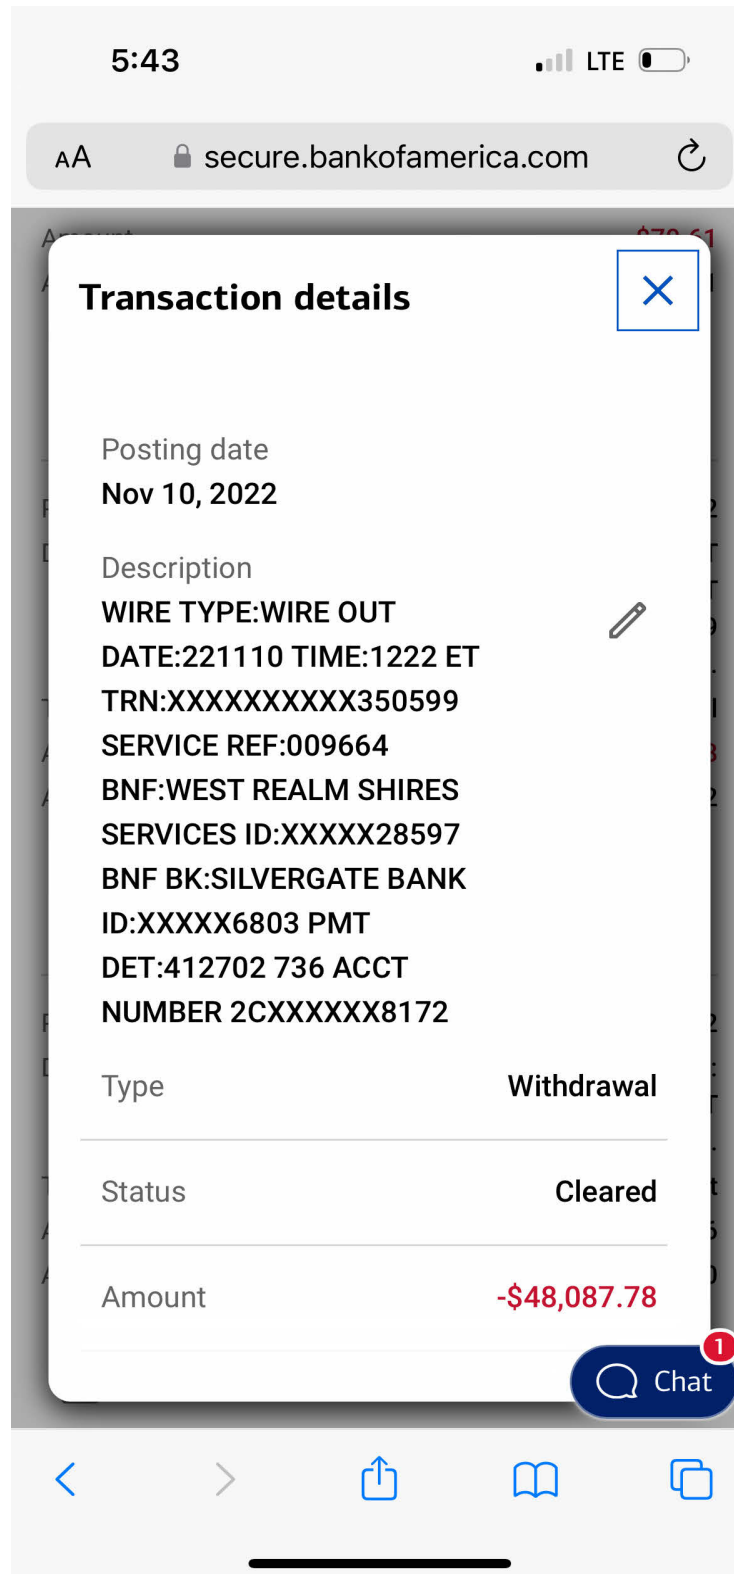 5:43
LTE
AA secure.bankofamerica.com
Transaction details
Posting date
Nov 10, 2022
Description
WIRE TYPE:WIRE OUT
DATE:221110 TIME:1222 ET
TRN:XXXXXXXXXX350599
SERVICE REF:009664
BNF:WEST REALM SHIRES
SERVICES ID:XXXXX28597
BNF BK:SILVERGATE BANK
ID:XXXXX6803 PMT
DET:412702 736 ACCT
NUMBER 2CXXXXXX8172
Type Withdrawal
Status Cleared
Amount -$48,087.78
1
Chat